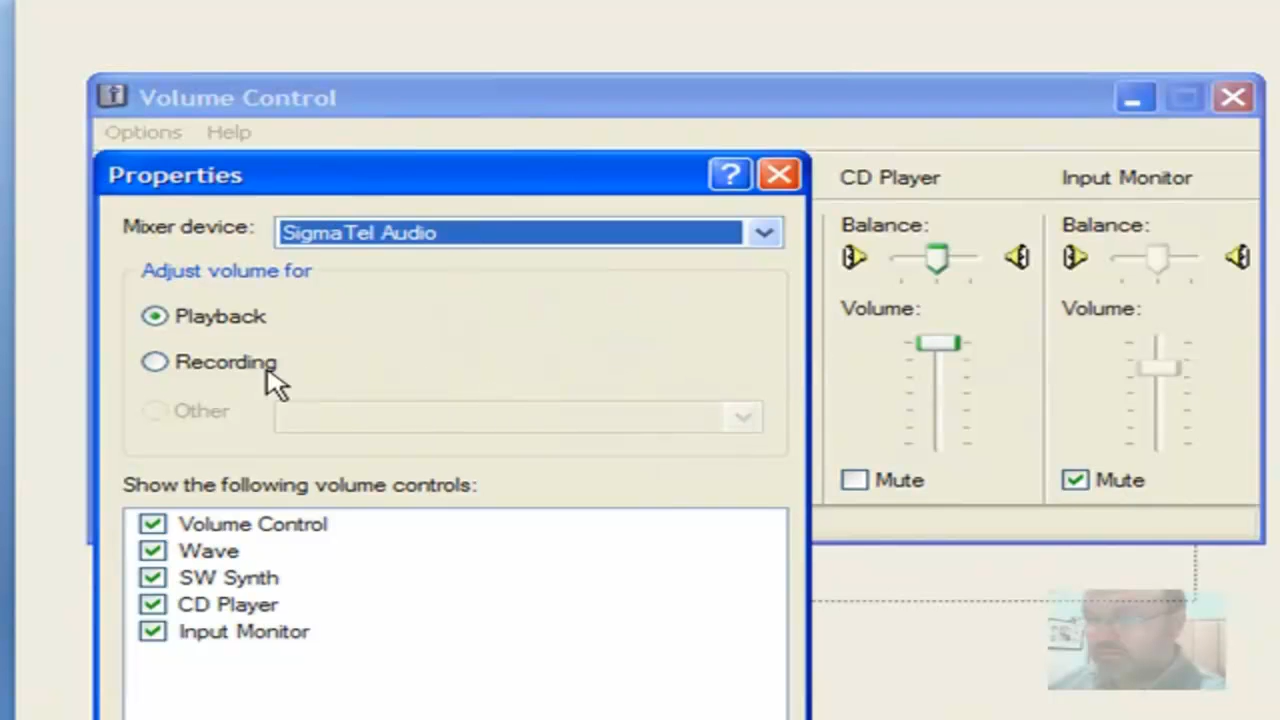 Volume Control
Options Help
Properties
?
Mixer device: SigmaTel Audio
Adjust volume for
Playback
Recording
Other
Show the following volume controls:
Volume Control
Wave
SW Synth
CD Player
Input Monitor
CD Player
Balance:
Volume:
Mute
Input Monitor
Balance:
Volume:
Mute